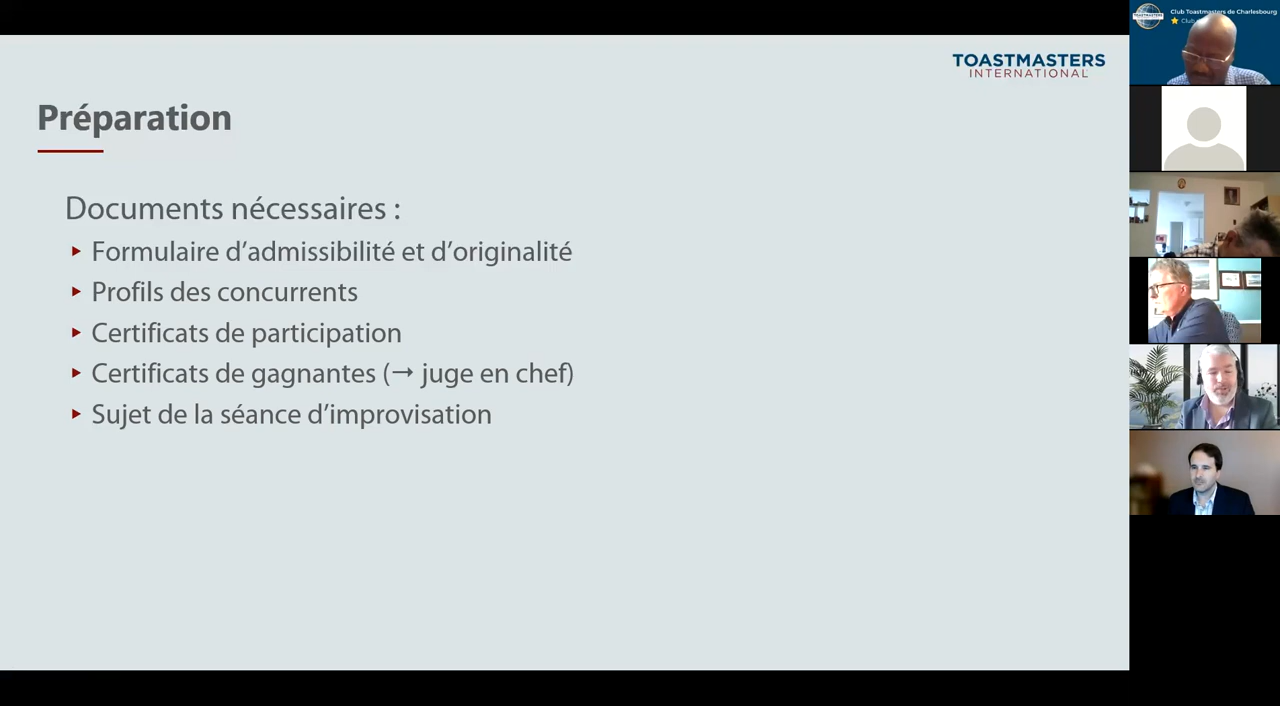 TOASTMASTERS
INTERNATIONAL
Préparation
Documents nécessaires :
Formulaire d’admissibilité et d’originalité
Profils des concurrents
Certificats de participation
Certificats de gagnantes (→ juge en chef)
Sujet de la séance d’improvisation
Club Toastmasters de Charlesbourg
Club